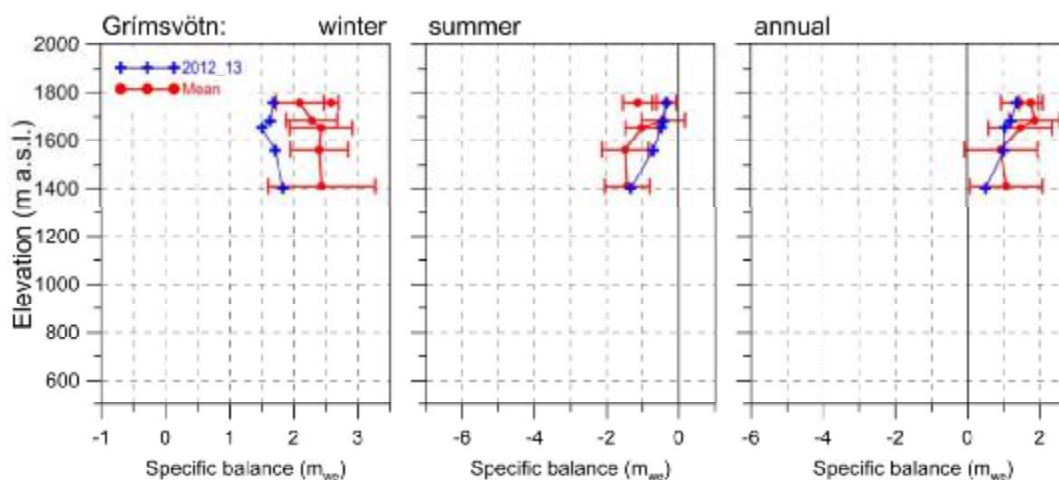 Grímsvötn: winter summer annual
2000
1800
1600
1400
1200
1000
800
600
Elevation (m a.s.l.)
2012_13
Mean
-1 0 1 2 3
-6 -4 -2 -0
-6 -4 -2 0 2
Specific balance (mwe) Specific balance (mwe) Specific balance (mwe)